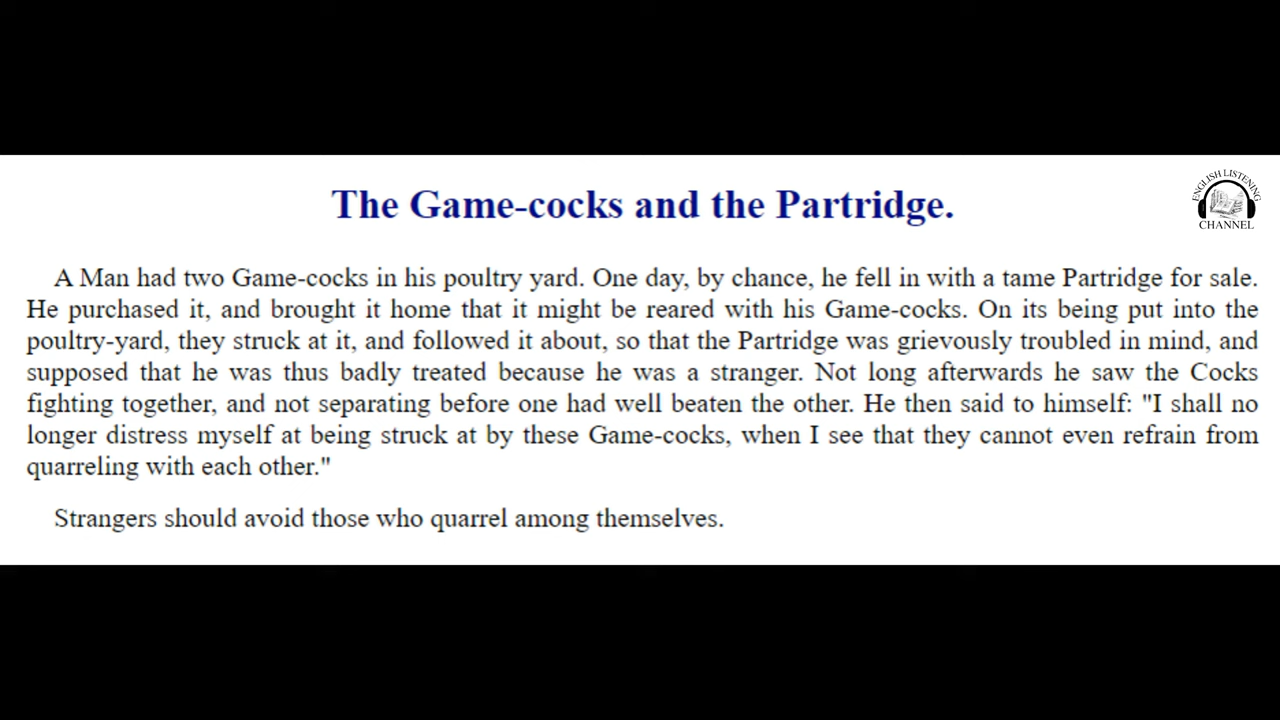 The Game-cocks and the Partridge.
ENGLISH LISTENING
CHANNEL
A Man had two Game-cocks in his poultry yard. One day, by chance, he fell in with a tame Partridge for sale.
He purchased it, and brought it home that it might be reared with his Game-cocks. On its being put into the
poultry-yard, they struck at it, and followed it about, so that the Partridge was grievously troubled in mind, and
supposed that he was thus badly treated because he was a stranger. Not long afterwards he saw the Cocks
fighting together, and not separating before one had well beaten the other. He then said to himself: "I shall no
longer distress myself at being struck at by these Game-cocks, when I see that they cannot even refrain from
quarreling with each other."
Strangers should avoid those who quarrel among themselves.